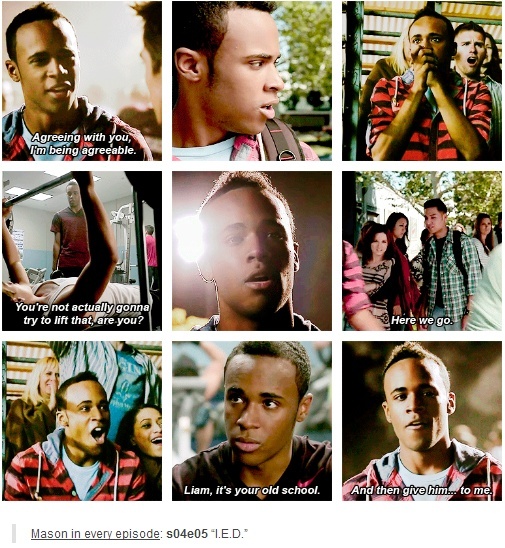 Agreeing with you,
I'm being agreeable.
You're not actually gonna
try to lift that, are you?
Here we go.
Liam, it's your old school.
And then give him... to me.
Mason in every episode: s04e05 “I.E.D.”